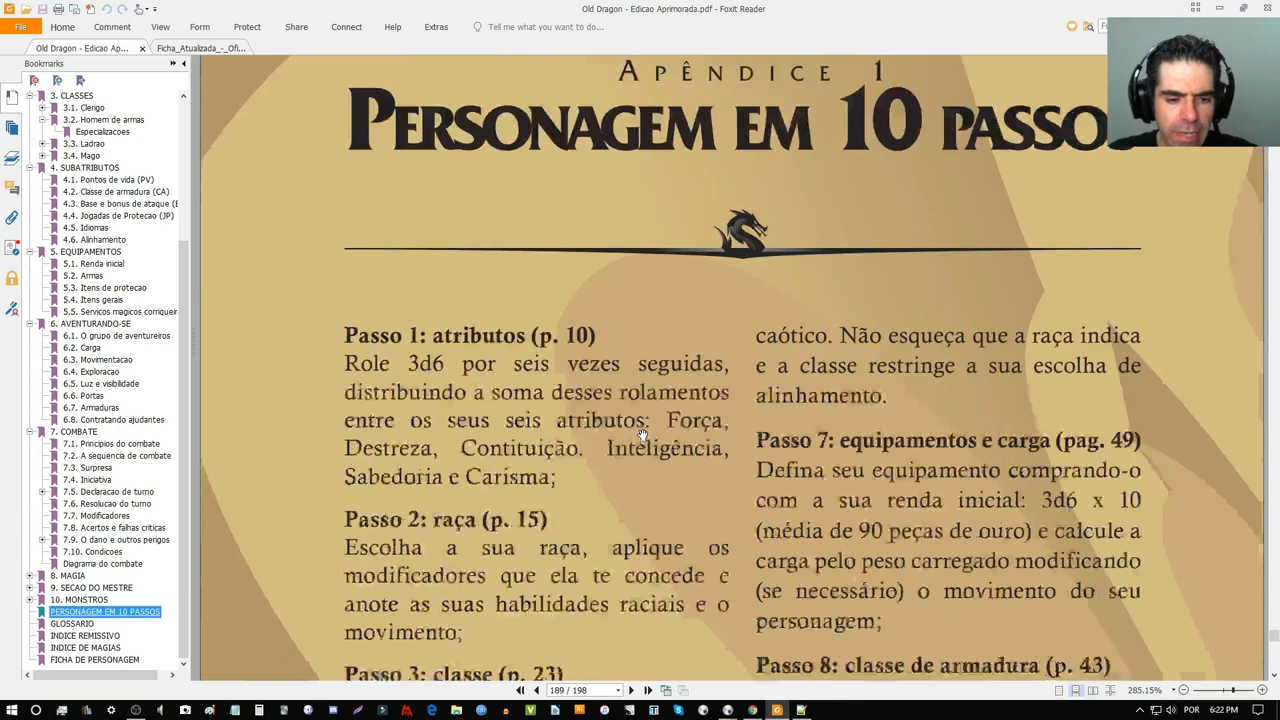 Old Dragon - Edicao Aprimorada.pdf - Foxit Reader
File Home Comment View Form Protect Share Connect Help Extras Tell me what you want to do...
Old Dragon - Edicao Ap... Ficha_Atualizada_-_Ofi...
Bookmarks
3. CLASSES
3.1. Clerigo
3.2. Homem de armas
Especializacoes
3.3. Ladrao
3.4. Mago
4. SUBATRIBUTOS
4.1. Pontos de vida (PV)
4.2. Classe de armadura (CA)
4.3. Base e bonus de ataque (B
4.4. Jogadas de Protecao (JP)
4.5. Idiomas
4.6. Alinhamento
5. EQUIPAMENTOS
5.1. Renda inicial
5.2. Armas
5.3. Itens de protecao
5.4. Itens gerais
5.5. Servicos magicos corriqueir
6. AVENTURANDO-SE
6.1. O grupo de aventureiros
6.2. Carga
6.3. Movimentacao
6.4. Exploracao
6.5. Luz e visibilidade
6.6. Portas
6.7. Armaduras
6.8. Contratando ajudantes
7. COMBATE
7.1. Principios do combate
7.2. A sequencia de combate
7.3. Surpresa
7.4. Iniciativa
7.5. Declaracao de turno
7.6. Resolucao do turno
7.7. Modificadores
7.8. Acertos e falhas criticas
7.9. O dano e outros perigos
7.10. Condicoes
Diagrama do combate
8. MAGIA
9. SECAO DO MESTRE
10. MONSTROS
PERSONAGEM EM 10 PASSOS
GLOSSARIO
INDICE REMISSIVO
INDICE DE MAGIAS
FICHA DE PERSONAGEM
APÊNDICE 1
PERSONAGEM EM 10 PASSOS
Passo 1: atributos (p. 10)
Role 3d6 por seis vezes seguidas,
distribuindo a soma desses rolamentos
entre os seus seis atributos: Força,
Destreza, Contituição. Inteligência,
Sabedoria e Carisma;
Passo 2: raça (p. 15)
Escolha a sua raça, aplique os
modificadores que ela te concede e
anote as suas habilidades raciais e o
movimento;
Passo 3: classe (p. 23)
caótico. Não esqueça que a raça indica
e a classe restringe a sua escolha de
alinhamento.
Passo 7: equipamentos e carga (pag. 49)
Defina seu equipamento comprando-o
com a sua renda inicial: 3d6 x 10
(média de 90 peças de ouro) e calcule a
carga pelo peso carregado modificando
(se necessário) o movimento do seu
personagem;
Passo 8: classe de armadura (p. 43)
189 / 198
285.15%
POR 6:22 PM